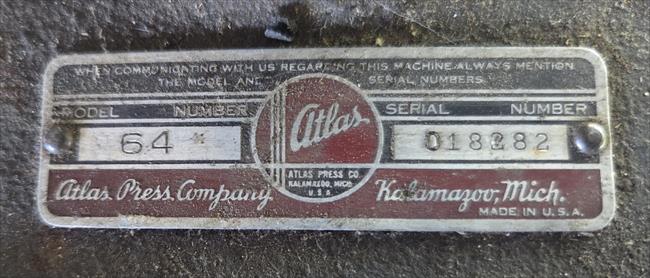 WHEN COMMUNICATING WITH US REGARDING THIS MACHINE ALWAYS MENTION
THE MODEL AND SERIAL NUMBERS
MODEL NUMBER
64
Atlas
ATLAS PRESS CO.
KALAMAZOO, MICH.
U.S.A.
SERIAL NUMBER
018282
Atlas Press Company
Kalamazoo, Mich.
MADE IN U.S.A.